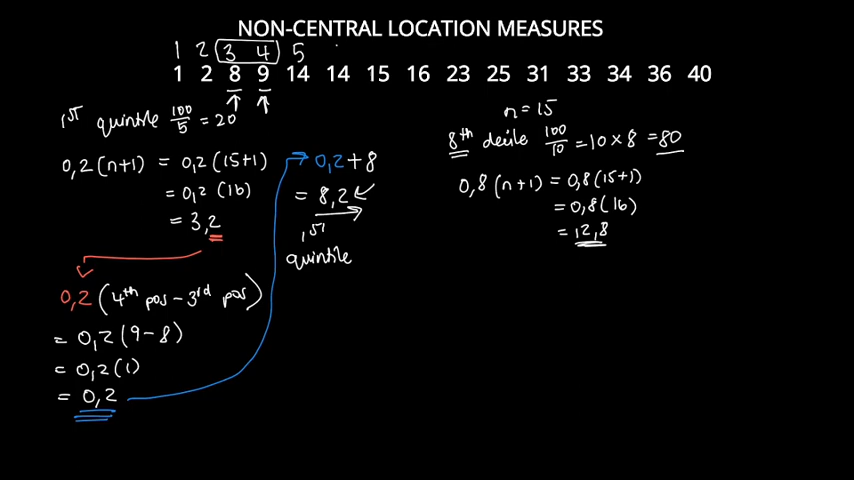 NON-CENTRAL LOCATION MEASURES
1 2 3 4 5
1 2 8 9 14 14 15 16 23 25 31 33 34 36 40
1ST quintile 100/5 = 20
0,2(n+1) = 0,2(15+1)
= 0,2(16)
= 3,2
0,2(4th pos - 3rd pos)
= 0,2(9-8)
= 0,2(1)
= 0,2
0,2+8
= 8,2
1st
quintile
n=15
8th decile 100/10 = 10 × 8 = 80
0,8(n+1) = 0,8(15+1)
= 0,8(16)
= 12,8